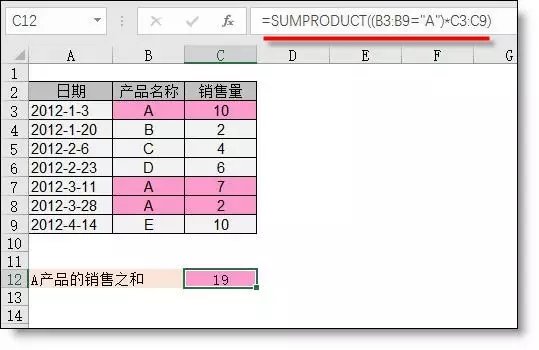 C12 fx =SUMPRODUCT((B3:B9="A")*C3:C9)
A B C D E F G
1
2 日期 产品名称 销售量
3 2012-1-3 A 10
4 2012-1-20 B 2
5 2012-2-6 C 4
6 2012-2-23 D 6
7 2012-3-11 A 7
8 2012-3-28 A 2
9 2012-4-14 E 10
10
11
12 A产品的销售之和 19
13
14